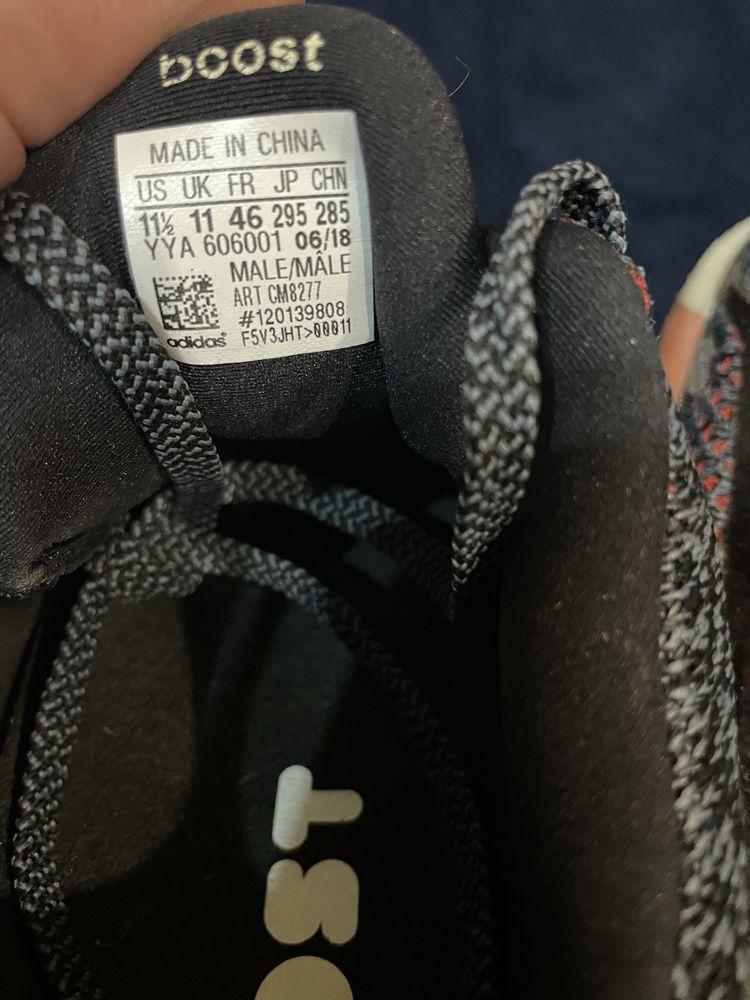 boost
MADE IN CHINA
US UK FR JP CHN
11½ 11 46 295 285
YYA 606001 06/18
MALE/MÂLE
ART CM8277
#120139808
adidas® F5V3JHT>00011
OST